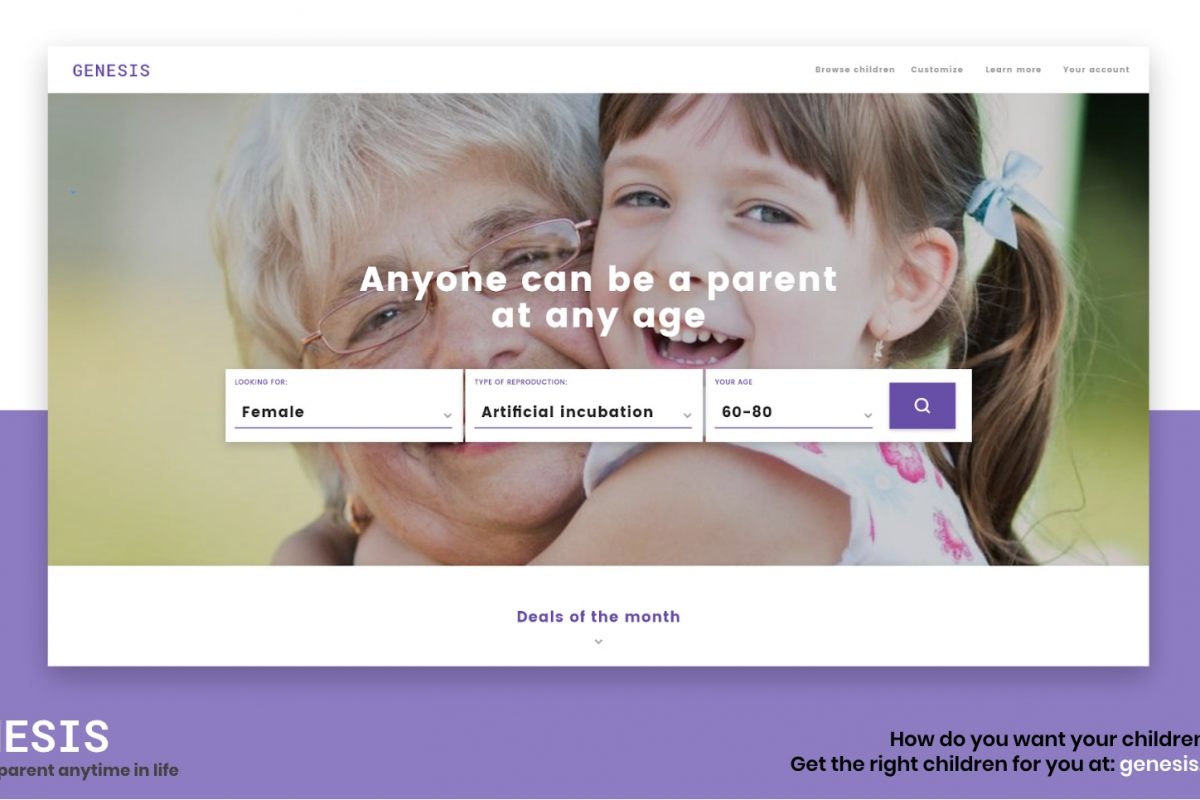 GENESIS
Browse children Customize Learn more Your account
Anyone can be a parent
at any age
LOOKING FOR: TYPE OF REPRODUCTION: YOUR AGE
Female Artificial incubation 60-80
Deals of the month
ESIS
parent anytime in life
How do you want your children
Get the right children for you at: genesis.